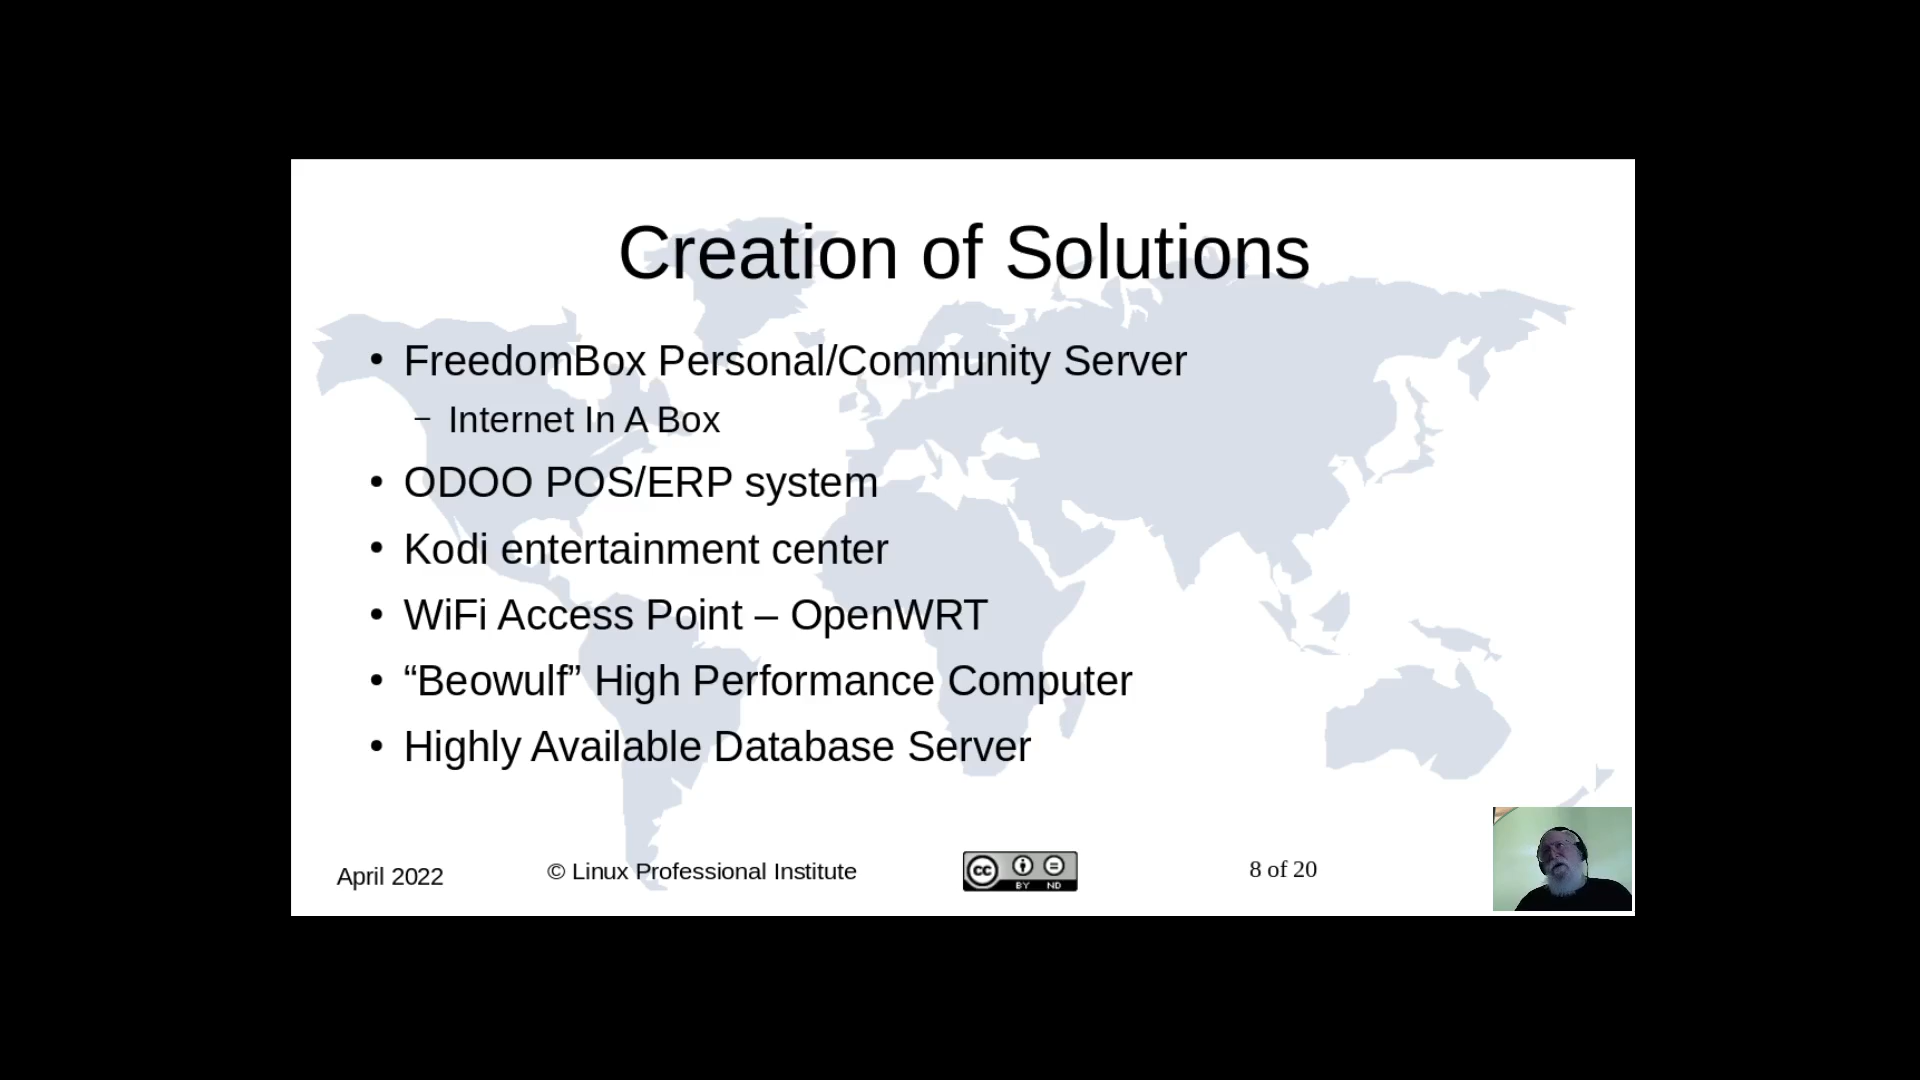 Creation of Solutions
• FreedomBox Personal/Community Server
– Internet In A Box
• ODOO POS/ERP system
• Kodi entertainment center
• WiFi Access Point – OpenWRT
• “Beowulf” High Performance Computer
• Highly Available Database Server
April 2022
© Linux Professional Institute
cc BY ND
8 of 20